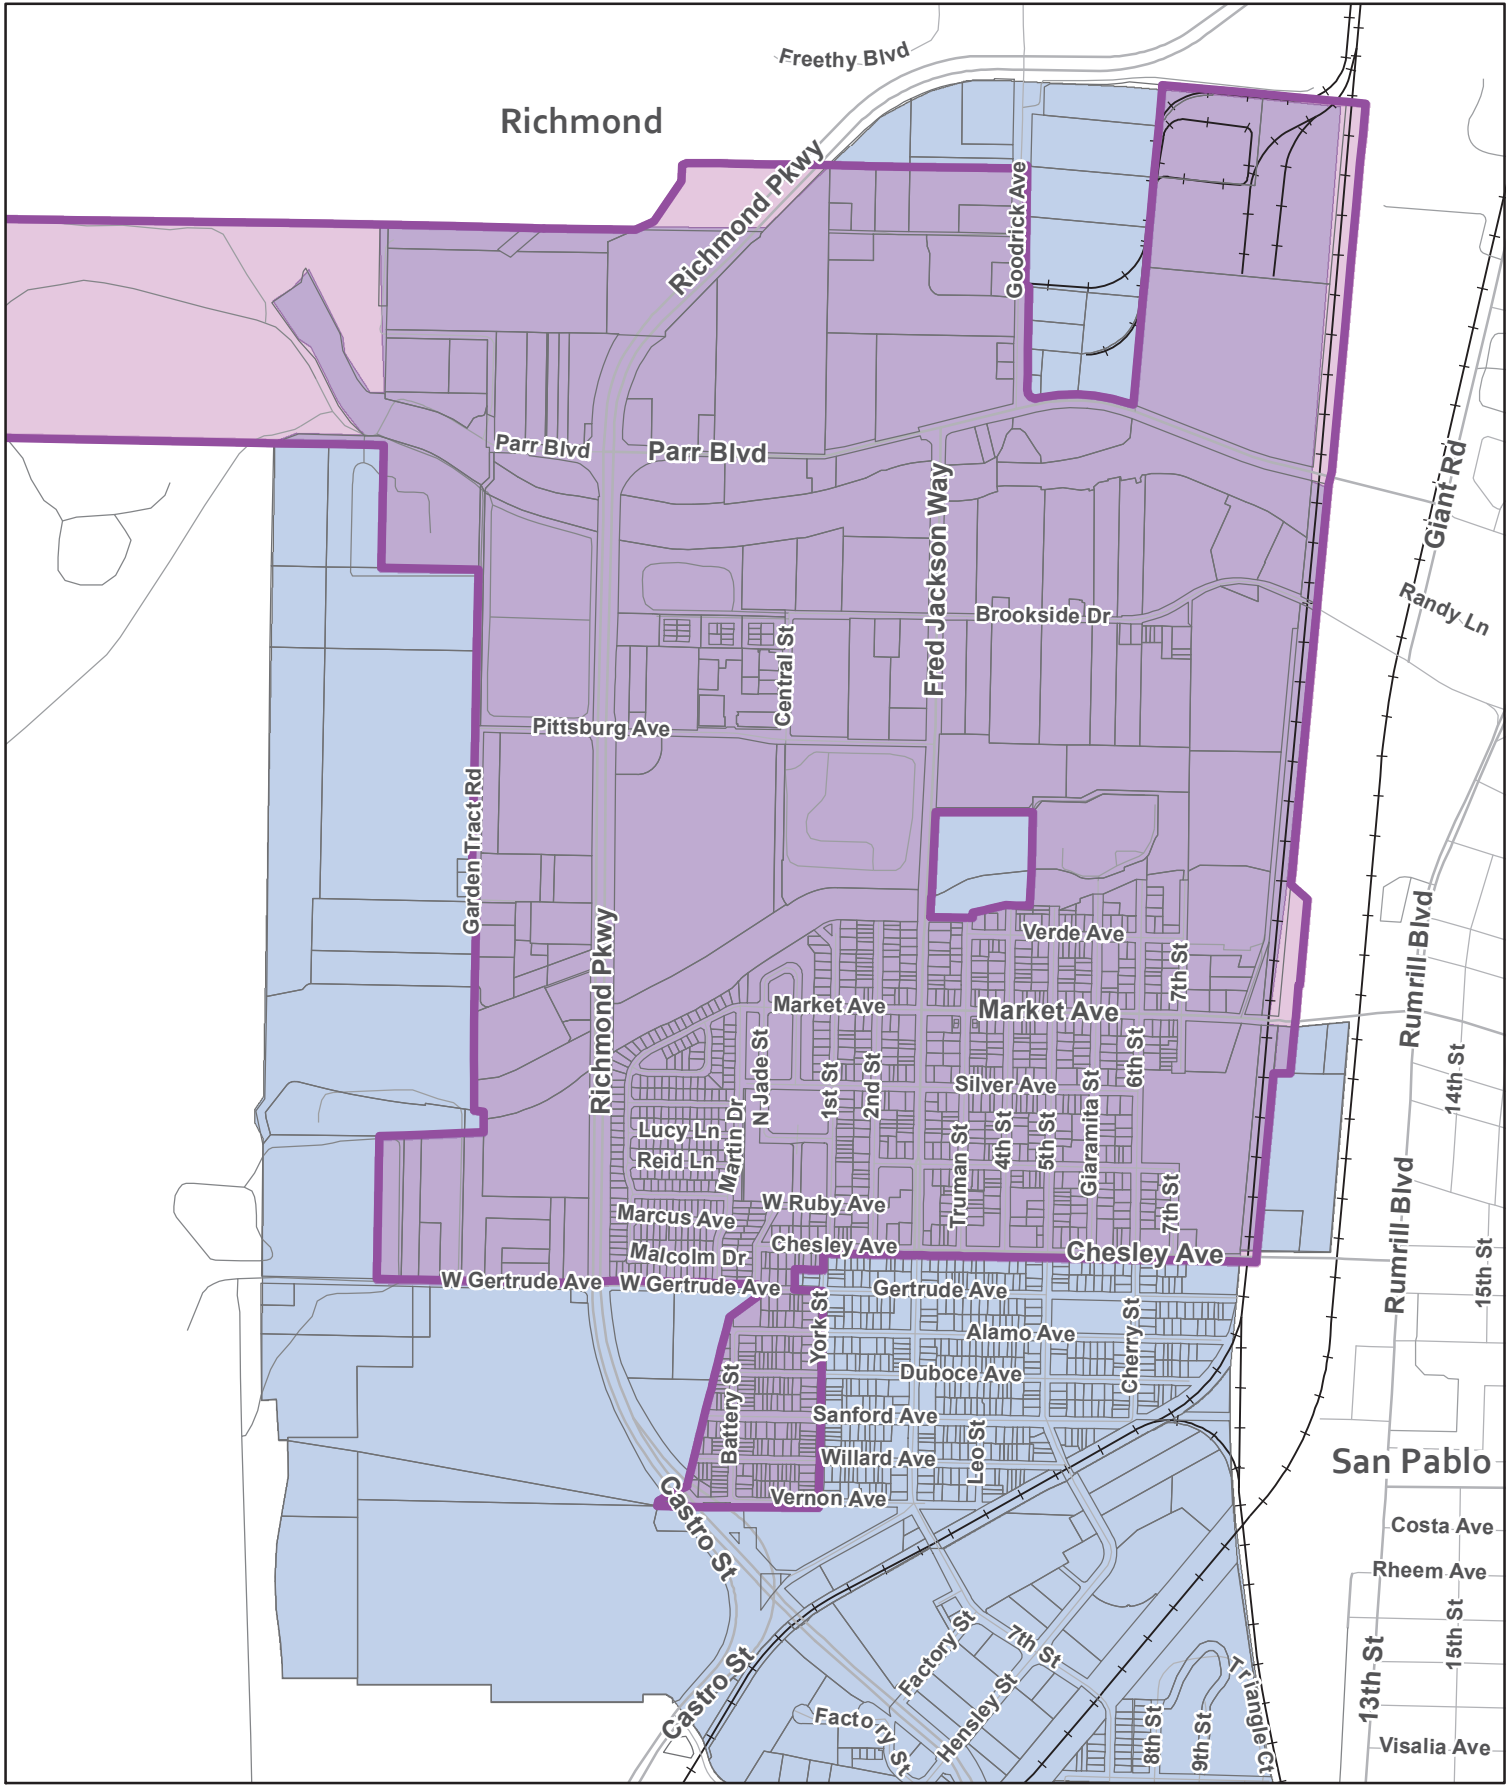 Freethy Blvd
Richmond
Richmond Pkwy
Goodrick Ave
Parr Blvd
Parr Blvd
Giant Rd
Fred Jackson Way
Randy Ln
Brookside Dr
Central St
Pittsburg Ave
Garden Tract Rd
Richmond Pkwy
Verde Ave
7th St
Rumrill Blvd
Market Ave
Market Ave
N Jade St
1st St
2nd St
6th St
Silver Ave
Giaramita St
14th St
Lucy Ln
Reid Ln
Martin Dr
Truman St
4th St
5th St
7th St
Rumrill Blvd
W Ruby Ave
Marcus Ave
Chesley Ave
Chesley Ave
Malcolm Dr
15th St
W Gertrude Ave
W Gertrude Ave
Gertrude Ave
York St
Alamo Ave
Cherry St
Duboce Ave
Battery St
Sanford Ave
Leo St
Willard Ave
San Pablo
Vernon Ave
Castro St
Costa Ave
Rheem Ave
15th St
Factory St
7th St
Castro St
Hensley St
Triangle Ct
13th St
Factory St
8th St
9th St
Visalia Ave